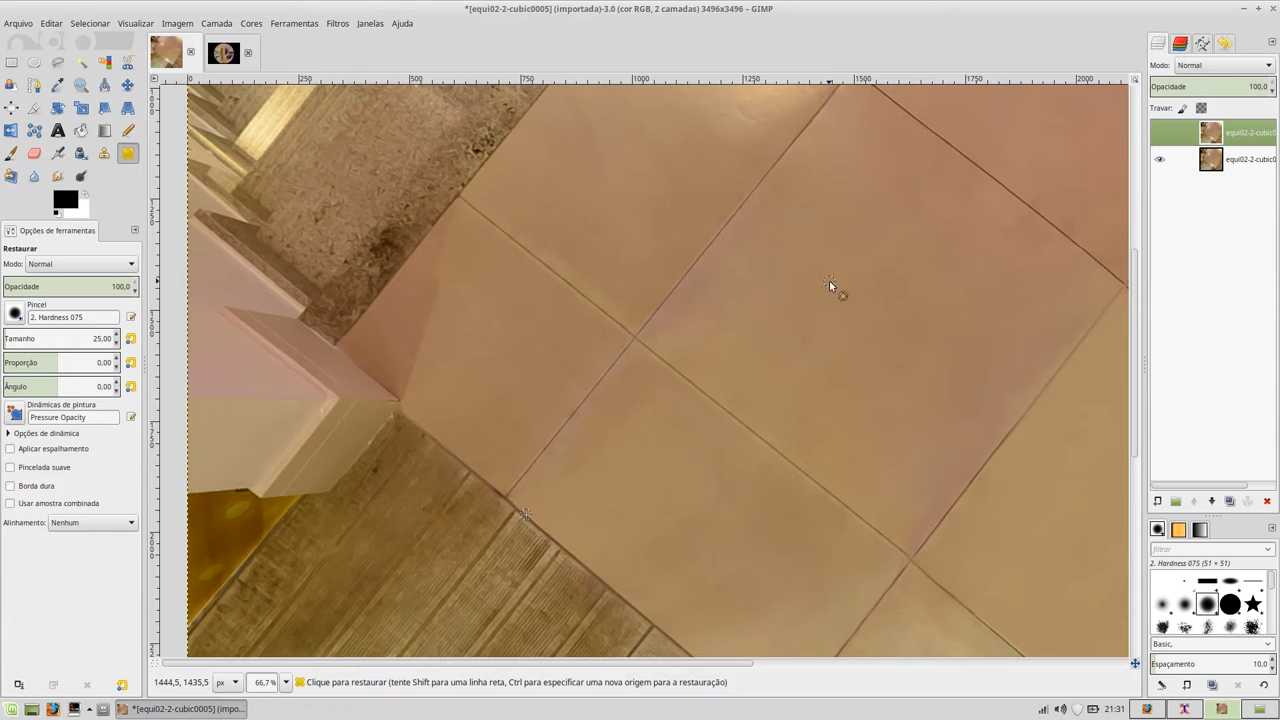 *[equi02-2-cubic0005] (importada)-3.0 (cor RGB, 2 camadas) 3496x3496 – GIMP
Arquivo Editar Selecionar Visualizar Imagem Camada Cores Ferramentas Filtros Janelas Ajuda
0 250 500 750 1000 1250 1500 1750 2000
Opções de ferramentas
Restaurar
Modo: Normal
Opacidade 100,0
Pincel
2. Hardness 075
Tamanho 25,00
Proporção 0,00
Ângulo 0,00
Dinâmicas de pintura
Pressure Opacity
Opções de dinâmica
Aplicar espalhamento
Pincelada suave
Borda dura
Usar amostra combinada
Alinhamento: Nenhum
Modo: Normal
Opacidade 100,0
Travar:
equi02-2-cubic0
equi02-2-cubic0
filtrar
2. Hardness 075 (51 × 51)
Basic,
Espaçamento 10,0
1444,5, 1435,5 px 66,7% Clique para restaurar (tente Shift para uma linha reta, Ctrl para especificar uma nova origem para a restauração)
*[equi02-2-cubic0005] (impo...
21:31